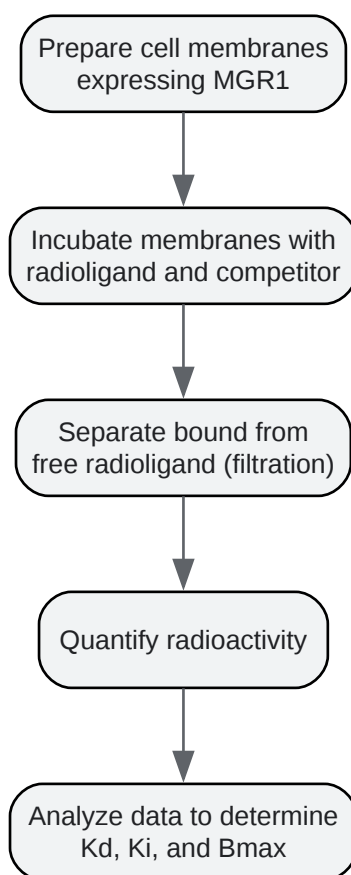 Prepare cell membranes
expressing MGR1
Incubate membranes with
radioligand and competitor
Separate bound from
free radioligand (filtration)
Quantify radioactivity
Analyze data to determine
Kd, Ki, and Bmax